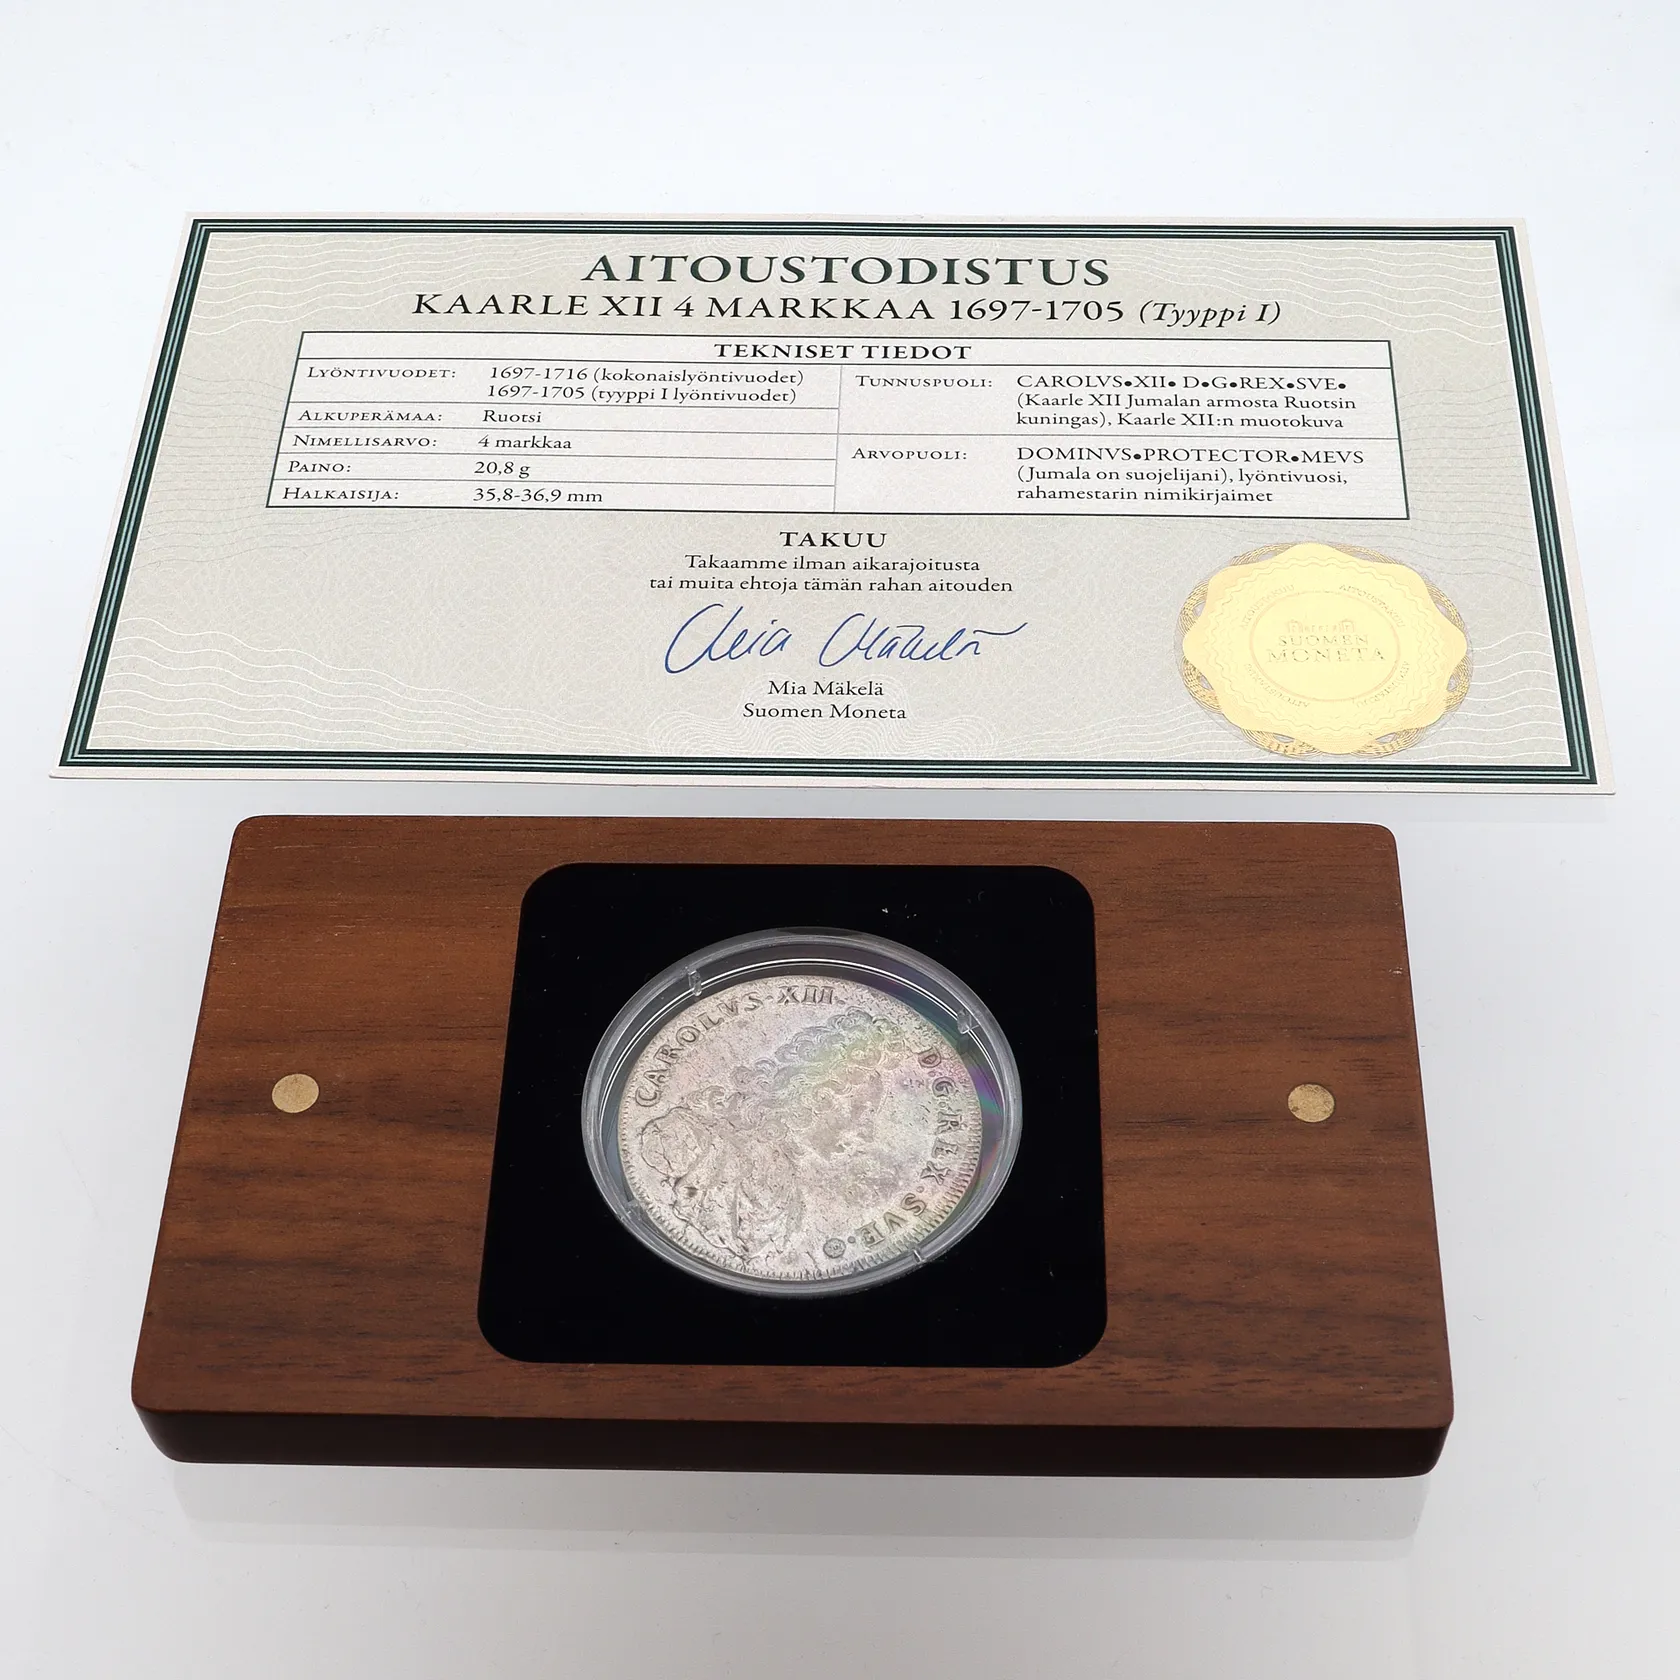 AITOUSTODISTUS
KAARLE XII 4 MARKKAA 1697-1705 (Tyyppi I)
TEKNISET TIEDOT
LYÖNTIVUODET: 1697-1716 (kokonaislyöntivuodet)
1697-1705 (tyyppi I lyöntivuodet)
ALKUPERÄMAA: Ruotsi
NIMELLISARVO: 4 markkaa
PAINO: 20,8 g
HALKAISIJA: 35,8-36,9 mm
TUNNUSPUOLI: CAROLVS•XII• D•G•REX•SVE•
(Kaarle XII Jumalan armosta Ruotsin
kuningas), Kaarle XII:n muotokuva
ARVOPUOLI: DOMINVS•PROTECTOR•MEVS
(Jumala on suojelijani), lyöntivuosi,
rahamestarin nimikirjaimet
TAKUU
Takaamme ilman aikarajoitusta
tai muita ehtoja tämän rahan aitouden
Mia Mäkelä
Mia Mäkelä
Suomen Moneta
SUOMEN
MONETA
CAROLVS·XII· D·G·REX·SVE·